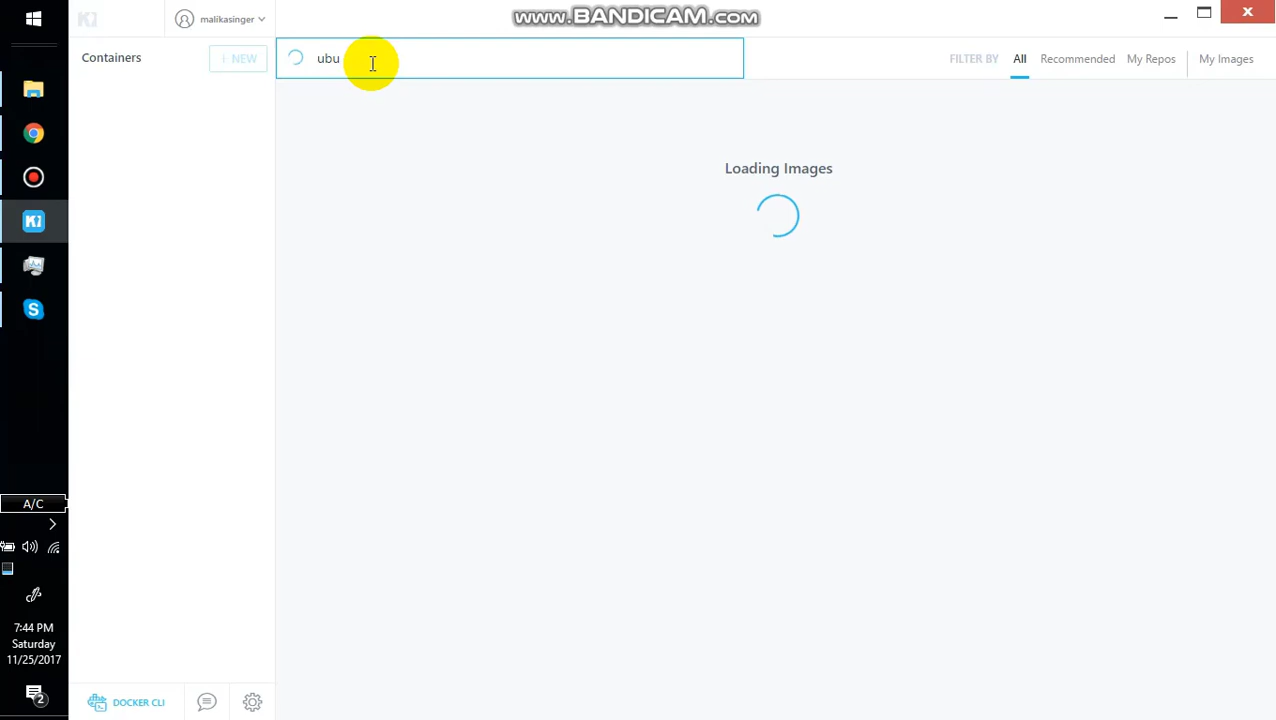 malikasinger
www.BANDICAM.com
Containers
NEW
ubu
FILTER BY
All
Recommended
My Repos
My Images
Loading Images
A/C
7:44 PM
Saturday
11/25/2017
2
DOCKER CLI